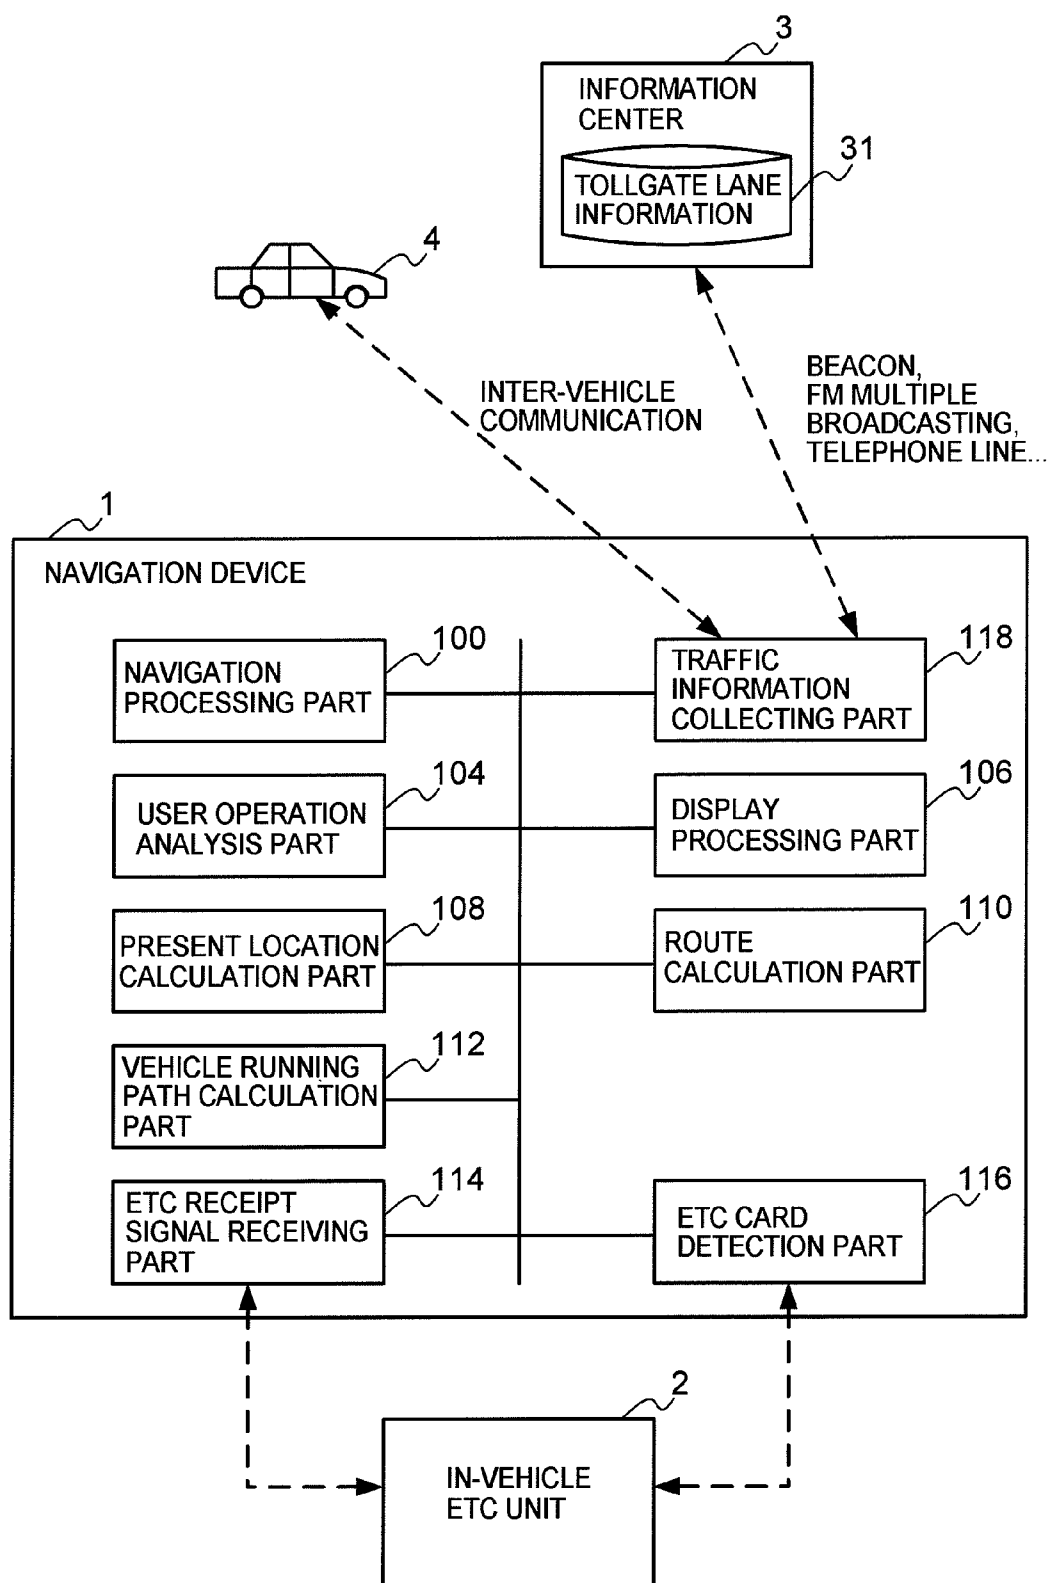 3
INFORMATION
CENTER
31
TOLLGATE LANE
INFORMATION
4
INTER-VEHICLE
COMMUNICATION
BEACON,
FM MULTIPLE
BROADCASTING,
TELEPHONE LINE...
1
NAVIGATION DEVICE
100
NAVIGATION
PROCESSING PART
118
TRAFFIC
INFORMATION
COLLECTING PART
104
USER OPERATION
ANALYSIS PART
106
DISPLAY
PROCESSING PART
108
PRESENT LOCATION
CALCULATION PART
110
ROUTE
CALCULATION PART
112
VEHICLE RUNNING
PATH CALCULATION
PART
114
ETC RECEIPT
SIGNAL RECEIVING
PART
116
ETC CARD
DETECTION PART
2
IN-VEHICLE
ETC UNIT